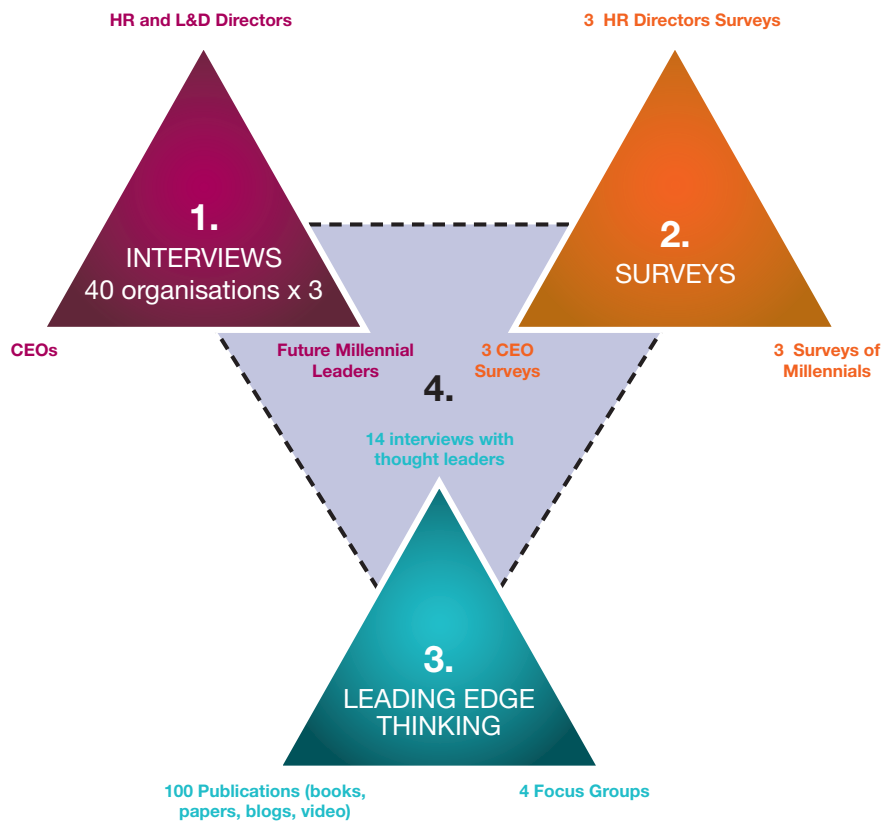 HR and L&D Directors
3 HR Directors Surveys
1.
INTERVIEWS
40 organisations x 3
2.
SURVEYS
CEOs
Future Millennial
Leaders
3 CEO
Surveys
3 Surveys of
Millennials
4.
14 interviews with
thought leaders
3.
LEADING EDGE
THINKING
100 Publications (books,
papers, blogs, video)
4 Focus Groups